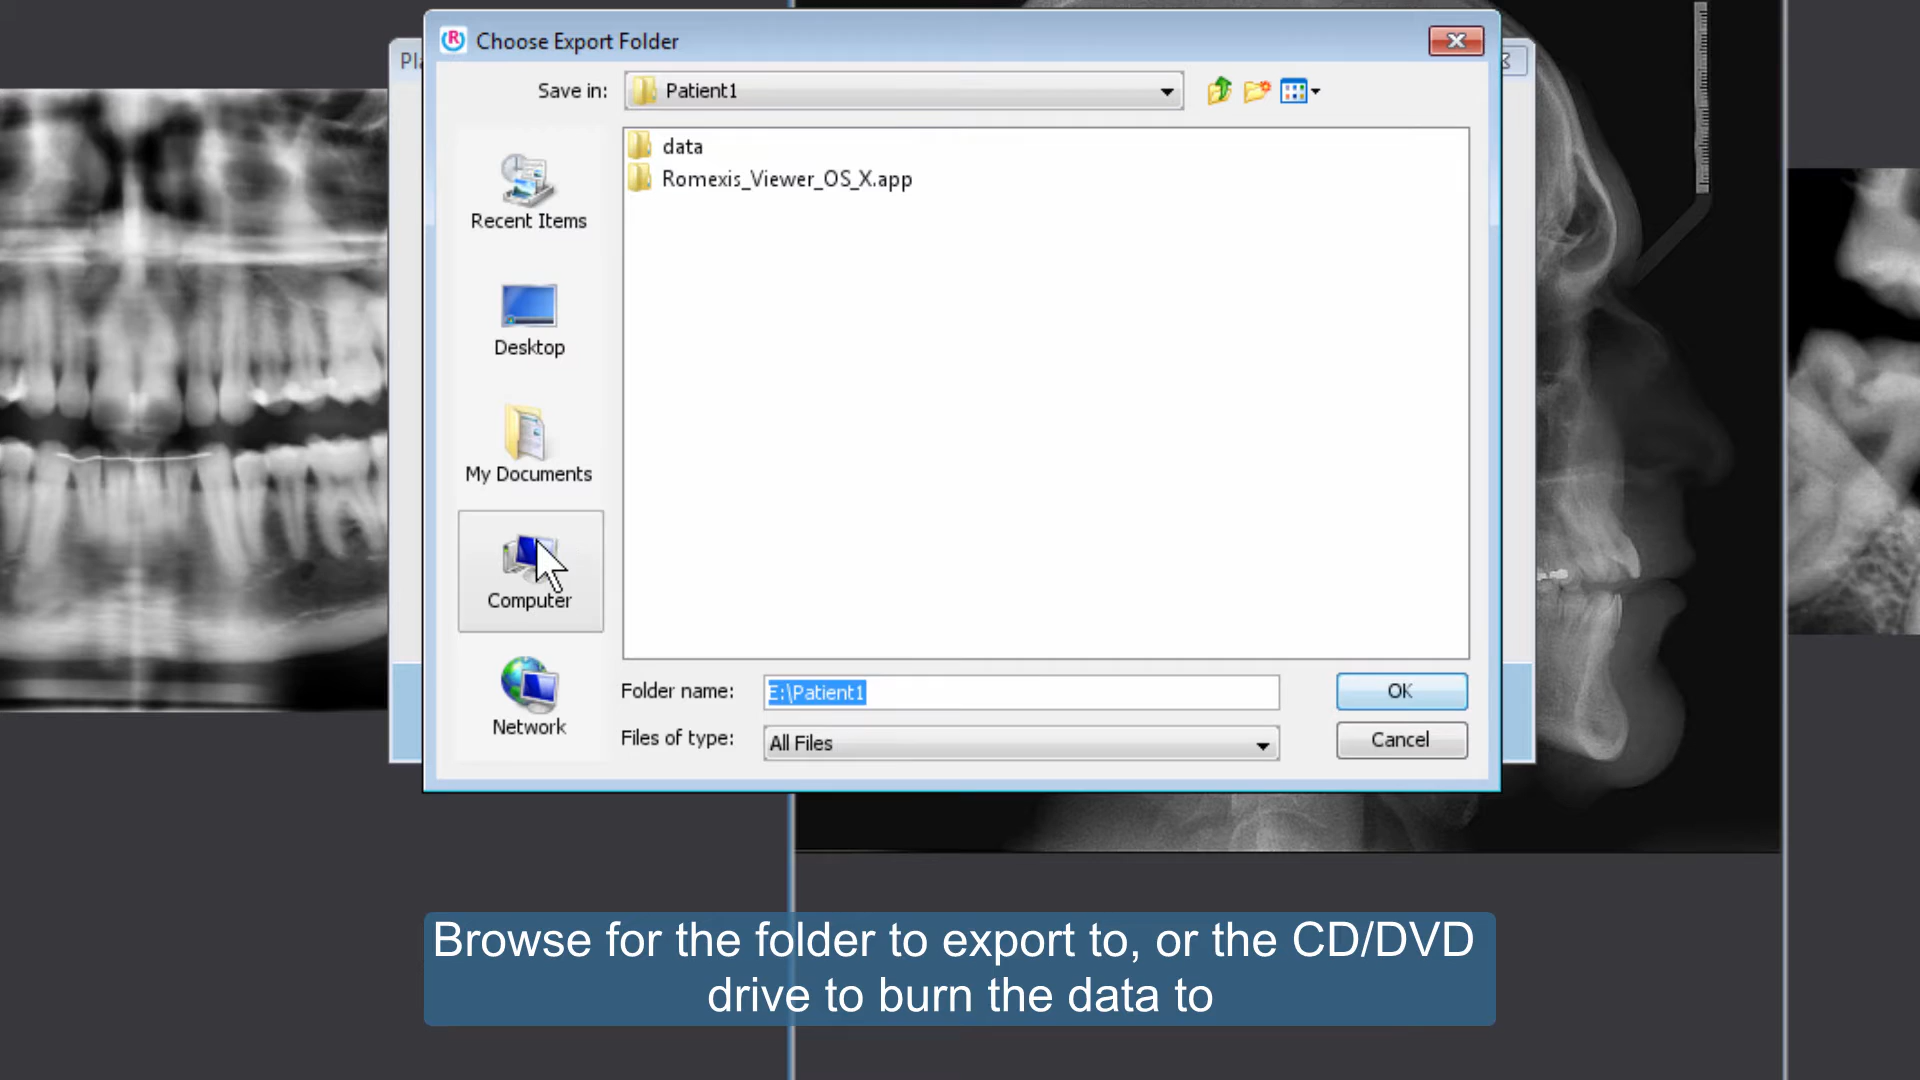 Choose Export Folder
Pl
Save in: Patient1
data
Romexis_Viewer_OS_X.app
Recent Items
Desktop
My Documents
Computer
Network
Folder name: E:\Patient1 OK
Files of type: All Files Cancel
Browse for the folder to export to, or the CD/DVD
drive to burn the data to